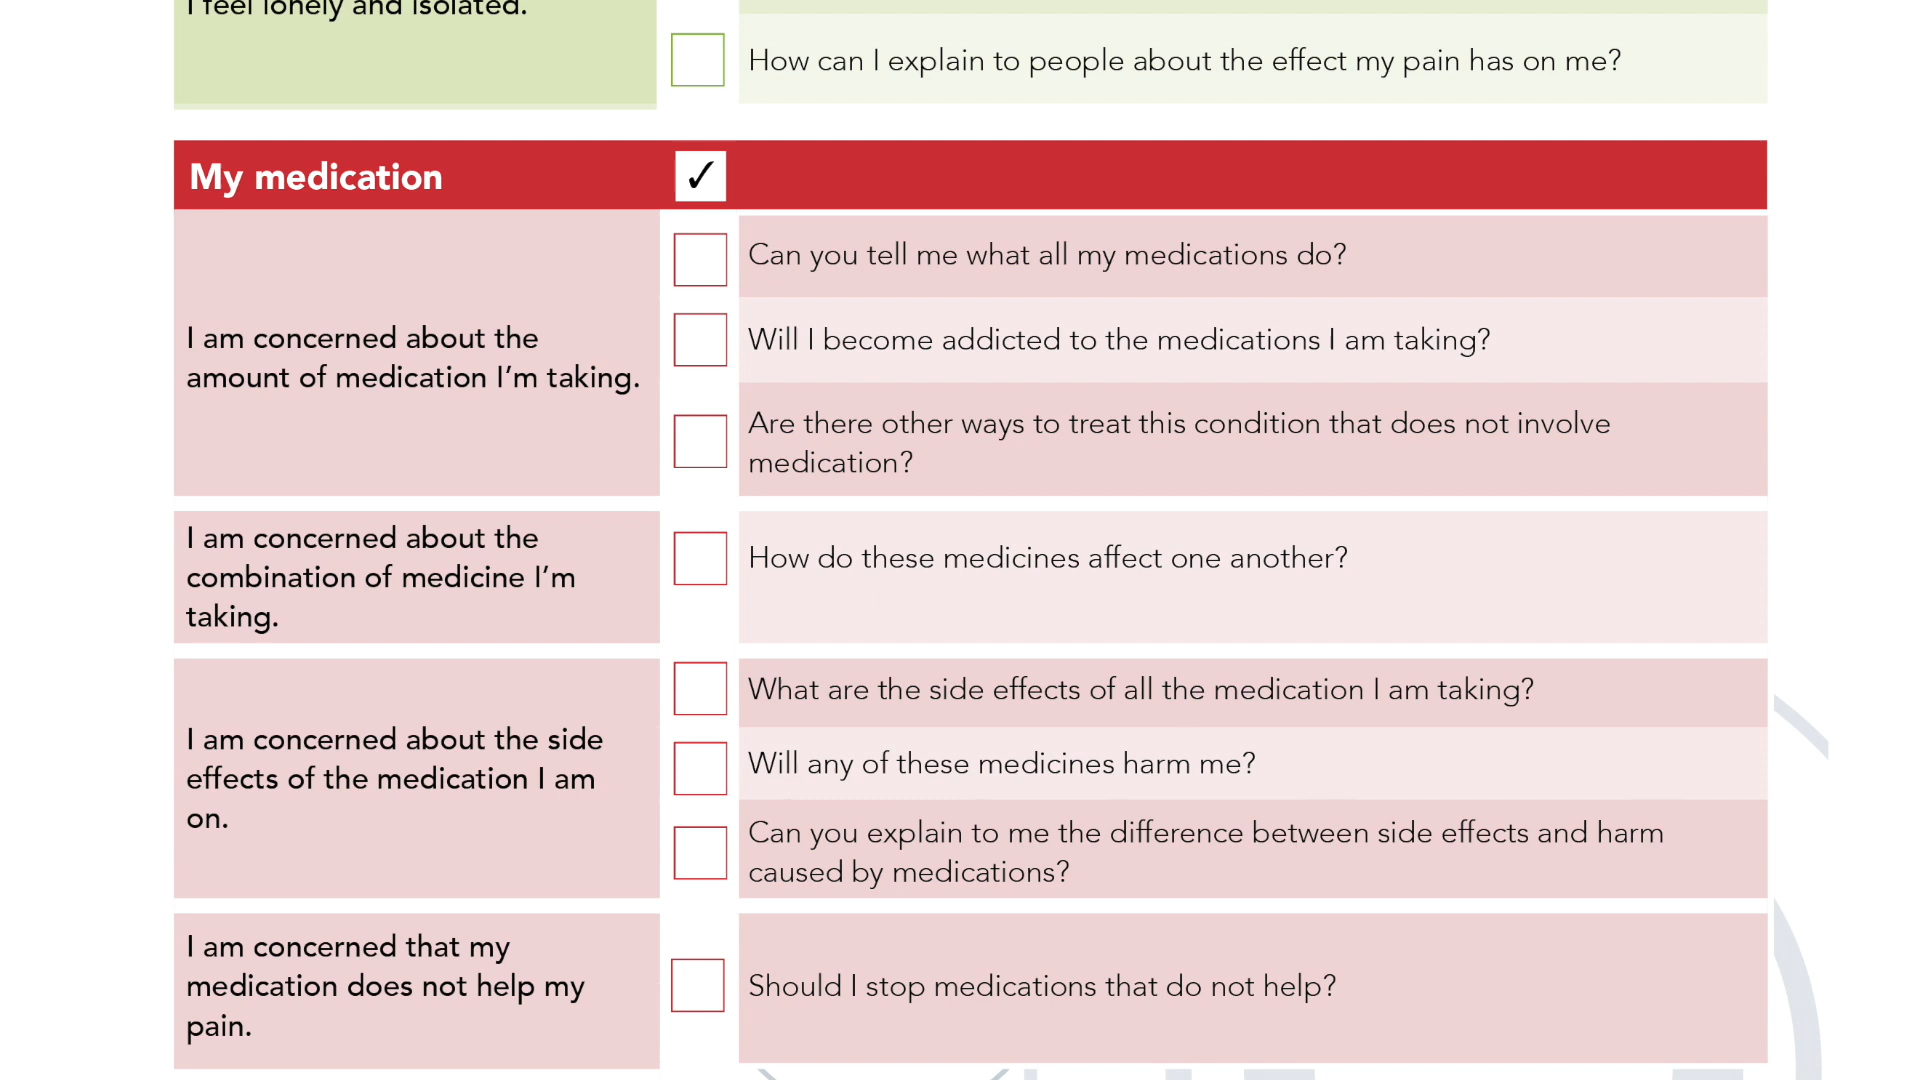 I feel lonely and isolated.
How can I explain to people about the effect my pain has on me?
My medication ✓
Can you tell me what all my medications do?
I am concerned about the
amount of medication I’m taking.
Will I become addicted to the medications I am taking?
Are there other ways to treat this condition that does not involve
medication?
I am concerned about the
combination of medicine I’m
taking.
How do these medicines affect one another?
What are the side effects of all the medication I am taking?
I am concerned about the side
effects of the medication I am
on.
Will any of these medicines harm me?
Can you explain to me the difference between side effects and harm
caused by medications?
I am concerned that my
medication does not help my
pain.
Should I stop medications that do not help?